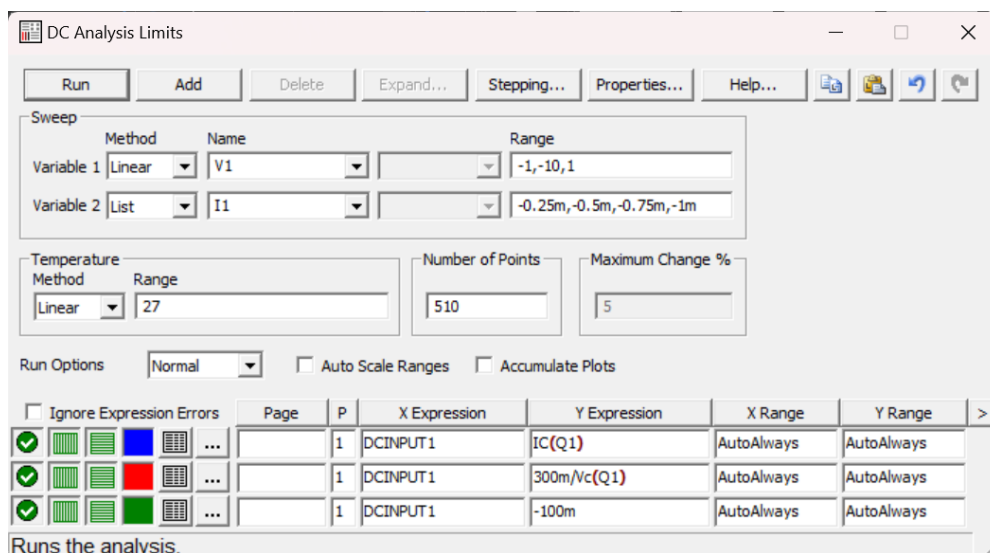 DC Analysis Limits
Run Add Delete Expand... Stepping... Properties... Help...
Sweep
Method Name Range
Variable 1 Linear V1 -1,-10,1
Variable 2 List I1 -0.25m,-0.5m,-0.75m,-1m
Temperature Number of Points Maximum Change %
Method Range
Linear 27 510 5
Run Options Normal Auto Scale Ranges Accumulate Plots
Ignore Expression Errors Page P X Expression Y Expression X Range Y Range >
... 1 DCINPUT1 IC(Q1) AutoAlways AutoAlways
... 1 DCINPUT1 300m/Vc(Q1) AutoAlways AutoAlways
... 1 DCINPUT1 -100m AutoAlways AutoAlways
Runs the analysis.